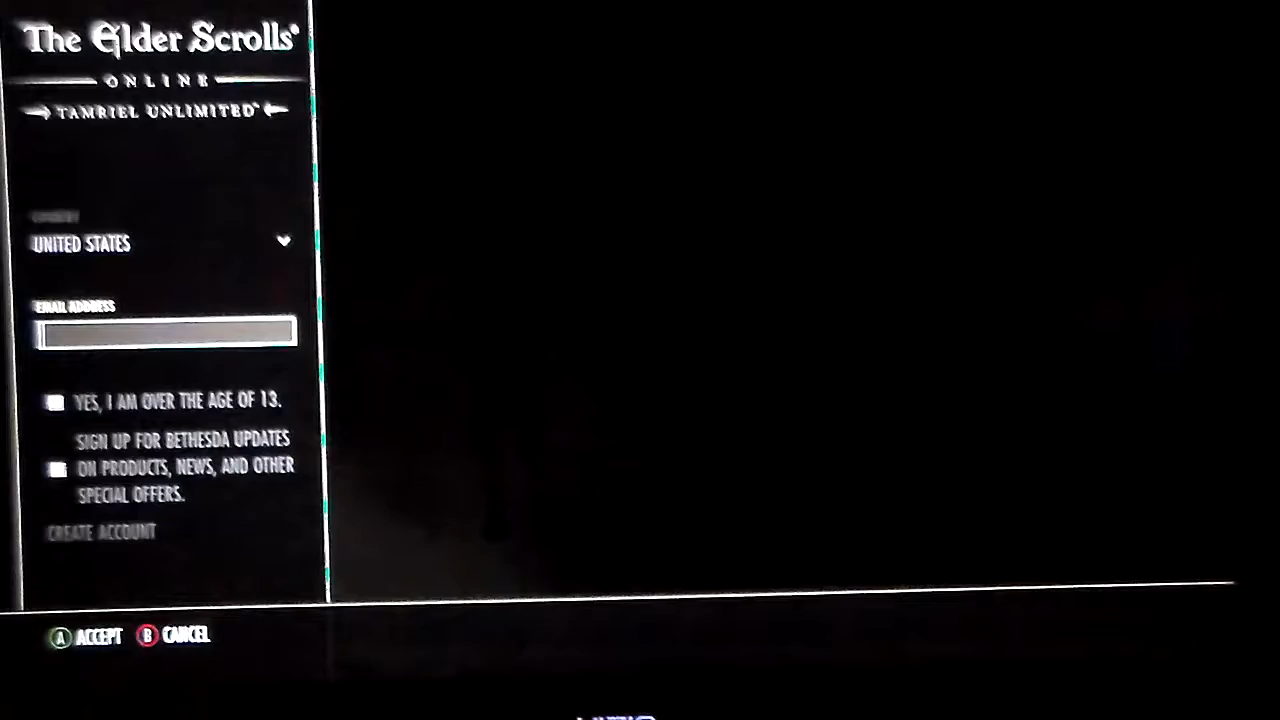 The Elder Scrolls®
ONLINE
TAMRIEL UNLIMITED™
UNITED STATES
EMAIL ADDRESS
YES, I AM OVER THE AGE OF 13.
SIGN UP FOR BETHESDA UPDATES
ON PRODUCTS, NEWS, AND OTHER
SPECIAL OFFERS.
CREATE ACCOUNT
A ACCEPT B CANCEL